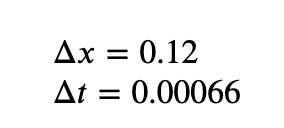 Δx = 0.12
Δt = 0.00066